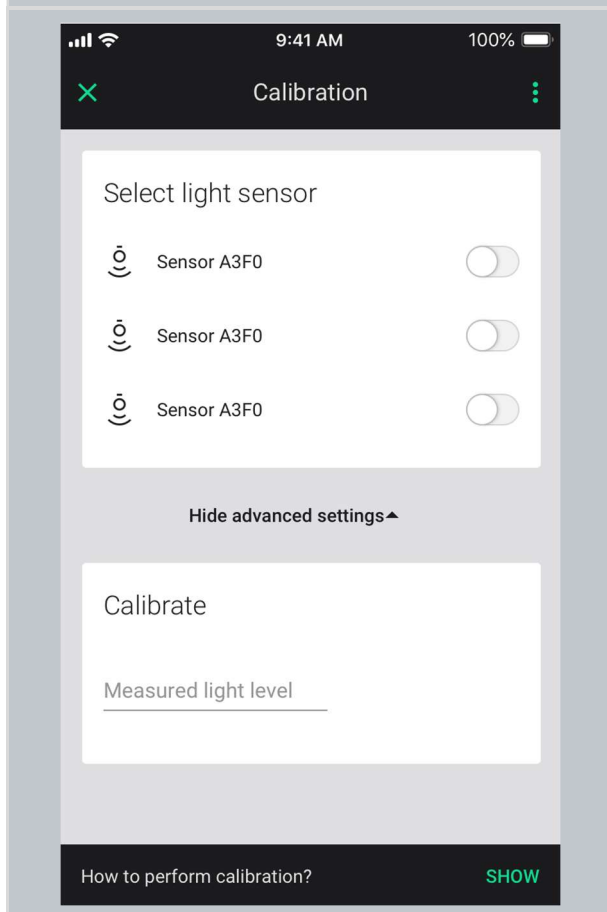 9:41 AM 100%
Calibration
Select light sensor
Sensor A3F0
Sensor A3F0
Sensor A3F0
Hide advanced settings
Calibrate
Measured light level
How to perform calibration? SHOW